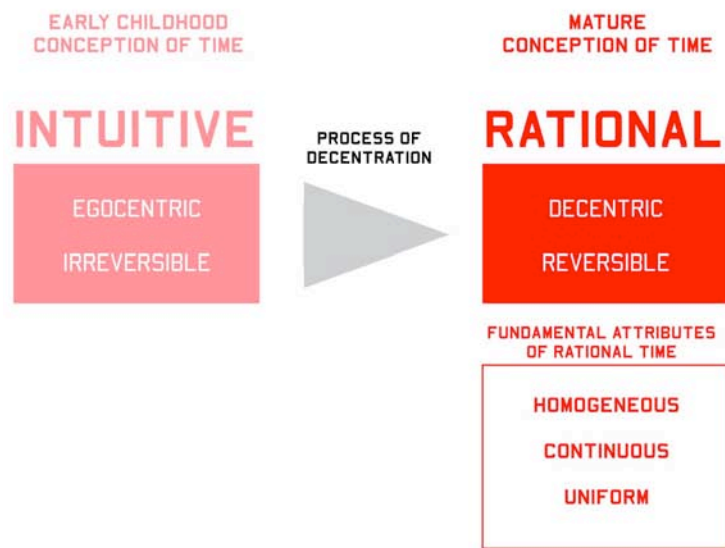 EARLY CHILDHOOD
CONCEPTION OF TIME
INTUITIVE
EGOCENTRIC
IRREVERSIBLE
PROCESS OF
DECENTRATION
MATURE
CONCEPTION OF TIME
RATIONAL
DECENTRIC
REVERSIBLE
FUNDAMENTAL ATTRIBUTES
OF RATIONAL TIME
HOMOGENEOUS
CONTINUOUS
UNIFORM